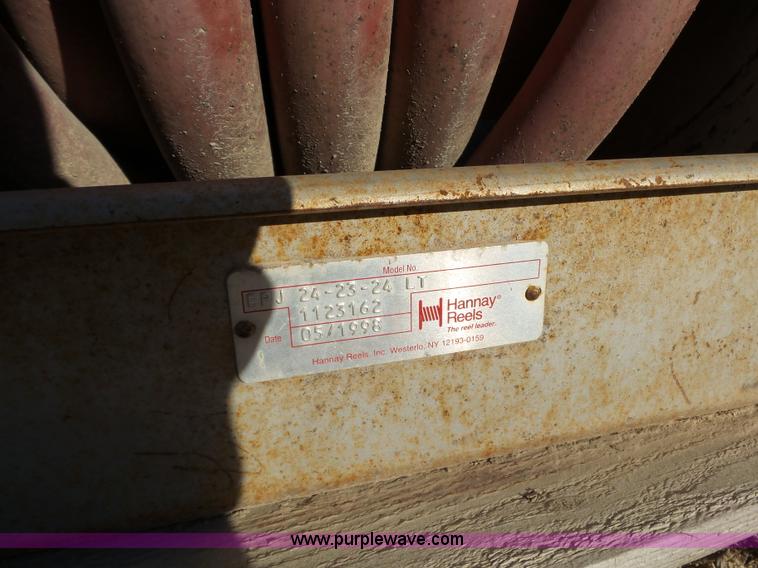 Model No.
EPJ 24-23-24 LT
1123162
Date 05/1998
Hannay®
Reels
The reel leader.
Hannay Reels, Inc. Westerlo, NY 12193-0159
www.purplewave.com